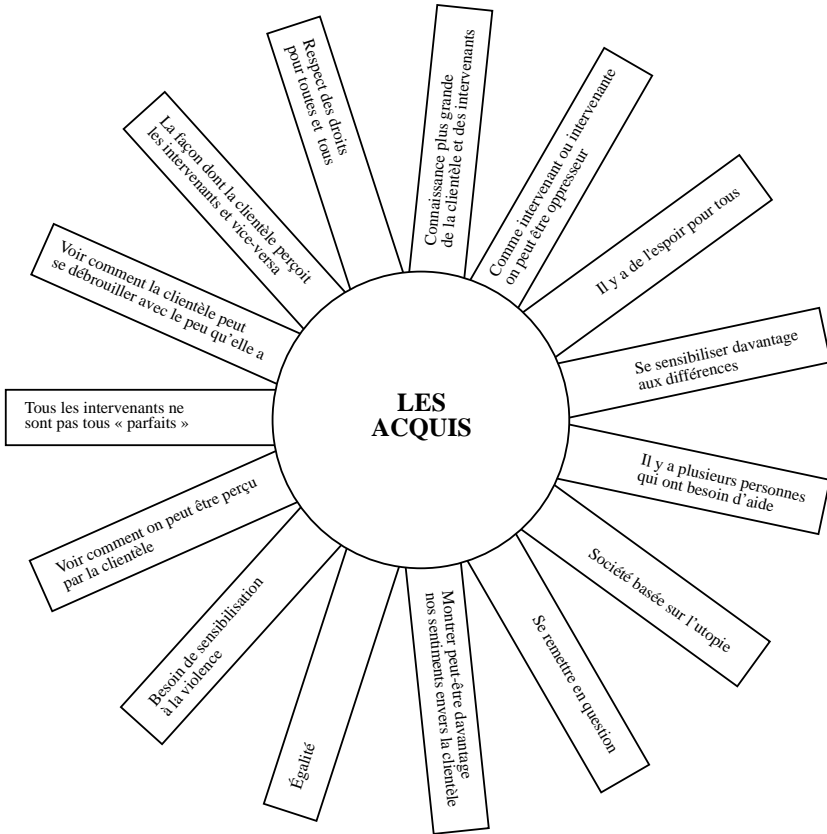 LES
ACQUIS
Connaissance plus grande
de la clientèle et des intervenants
Comme intervenant ou intervenante
on peut être oppresseur
Il y a de l'espoir pour tous
Se sensibiliser davantage
aux différences
Il y a plusieurs personnes
qui ont besoin d’aide
Société basée sur l’utopie
Se remettre en question
Montrer peut-être davantage
nos sentiments envers la clientèle
Égalité
Besoin de sensibilisation
à la violence
Voir comment on peut être perçu
par la clientèle
Tous les intervenants ne
sont pas tous « parfaits »
Voir comment la clientèle peut
se débrouiller avec le peu qu’elle a
La façon dont la clientèle perçoit
les intervenants et vice-versa
Respect des droits
pour toutes et tous